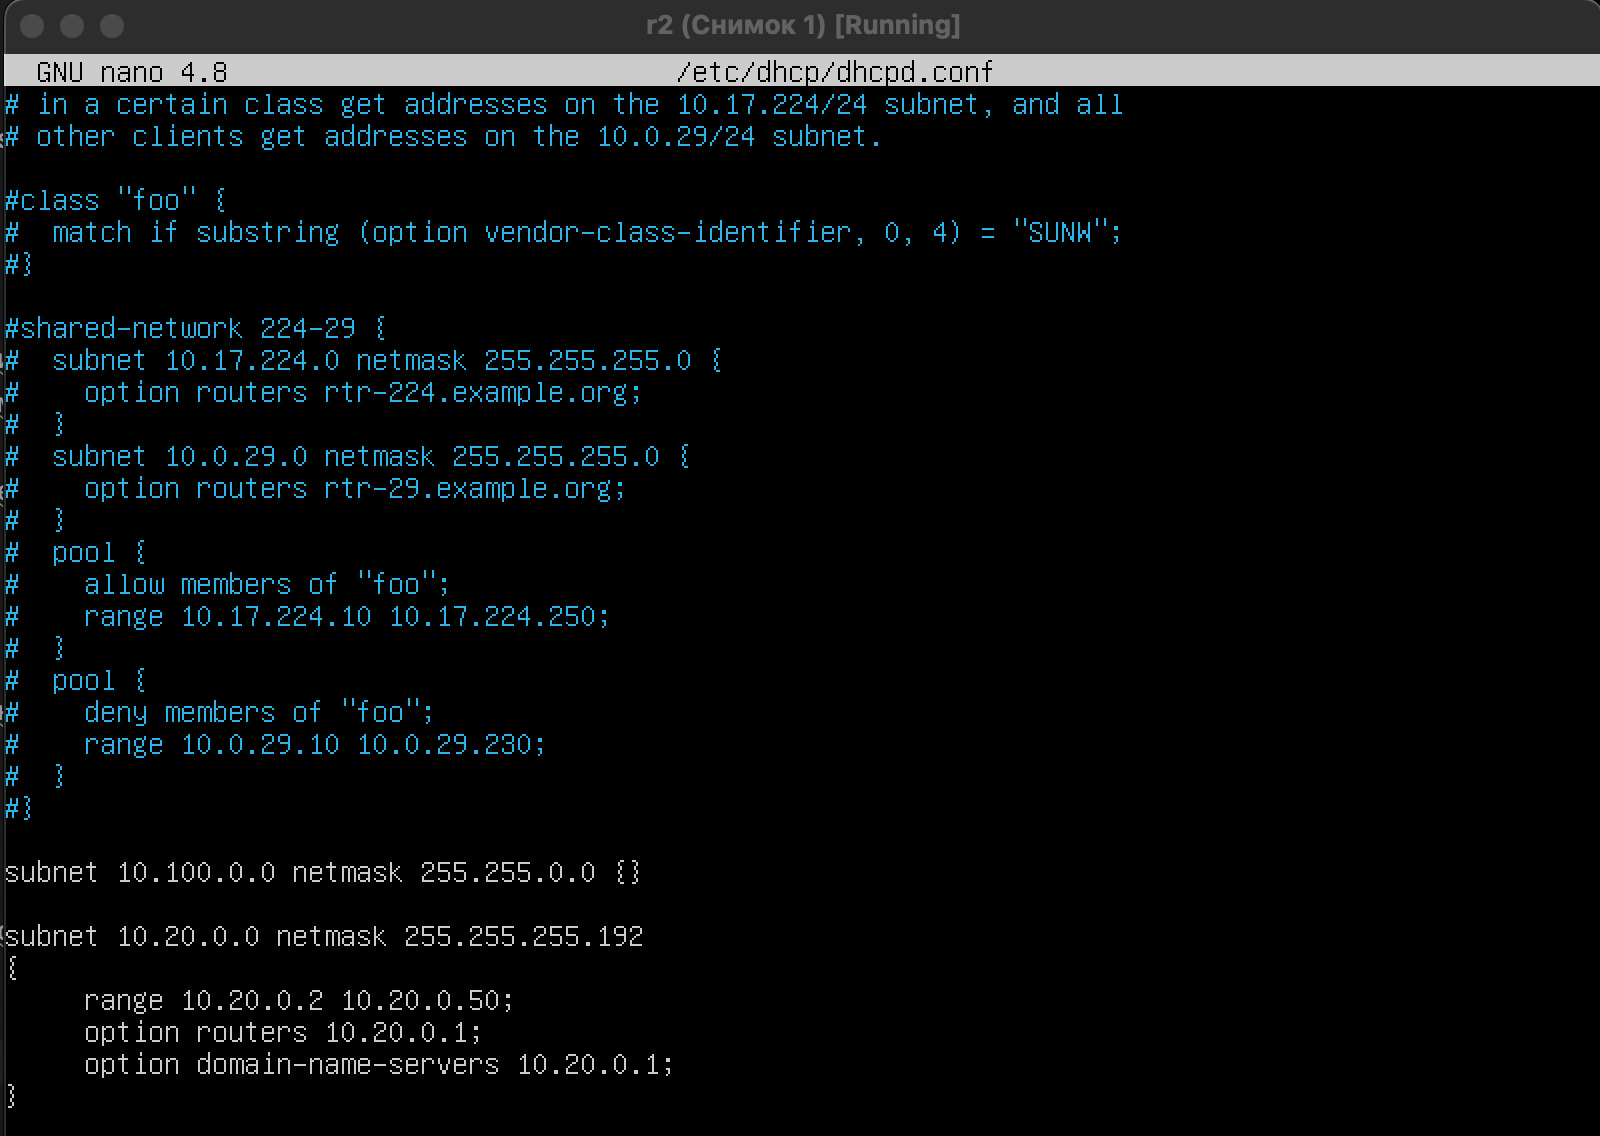 r2 (Снимок 1) [Running]
GNU nano 4.8 /etc/dhcp/dhcpd.conf
# in a certain class get addresses on the 10.17.224/24 subnet, and all
# other clients get addresses on the 10.0.29/24 subnet.
#class "foo" {
#  match if substring (option vendor-class-identifier, 0, 4) = "SUNW";
#}
#shared-network 224-29 {
#  subnet 10.17.224.0 netmask 255.255.255.0 {
#    option routers rtr-224.example.org;
#  }
#  subnet 10.0.29.0 netmask 255.255.255.0 {
#    option routers rtr-29.example.org;
#  }
#  pool {
#    allow members of "foo";
#    range 10.17.224.10 10.17.224.250;
#  }
#  pool {
#    deny members of "foo";
#    range 10.0.29.10 10.0.29.230;
#  }
#}
subnet 10.100.0.0 netmask 255.255.0.0 {}
subnet 10.20.0.0 netmask 255.255.255.192
{
     range 10.20.0.2 10.20.0.50;
     option routers 10.20.0.1;
     option domain-name-servers 10.20.0.1;
}